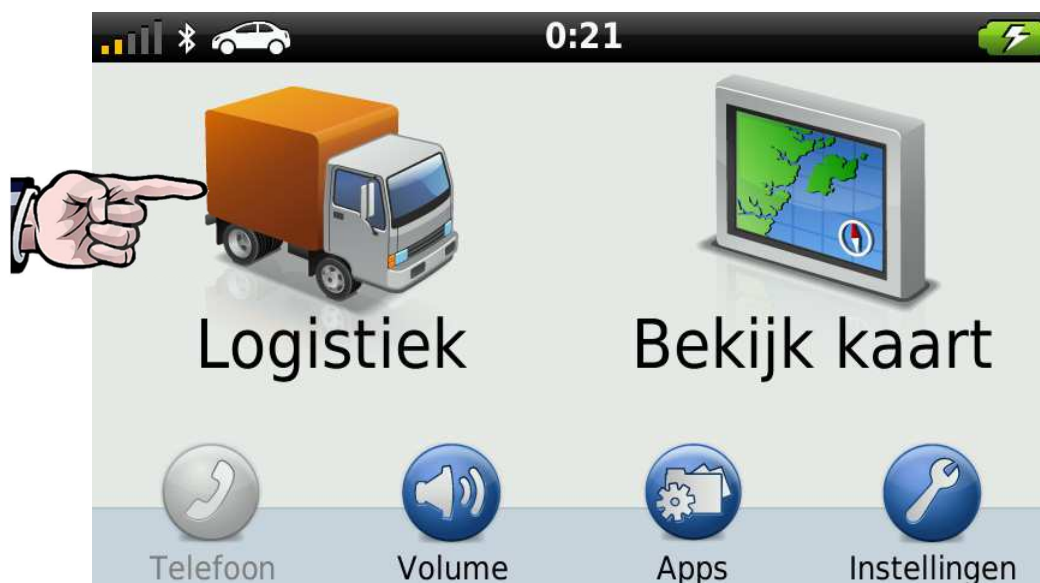 0:21
Logistiek
Bekijk kaart
Telefoon
Volume
Apps
Instellingen